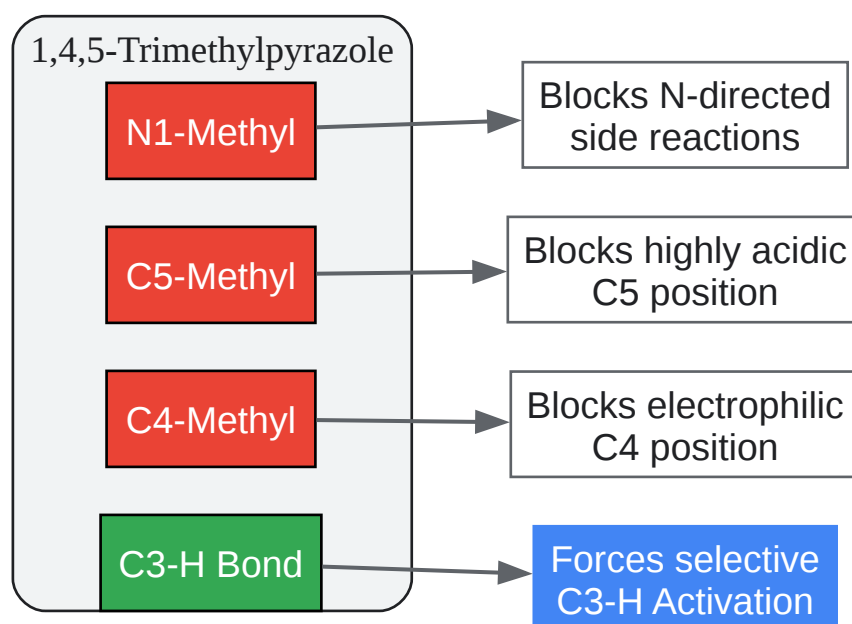 1,4,5-Trimethylpyrazole
N1-Methyl
Blocks N-directed
side reactions
C5-Methyl
Blocks highly acidic
C5 position
C4-Methyl
Blocks electrophilic
C4 position
C3-H Bond
Forces selective
C3-H Activation